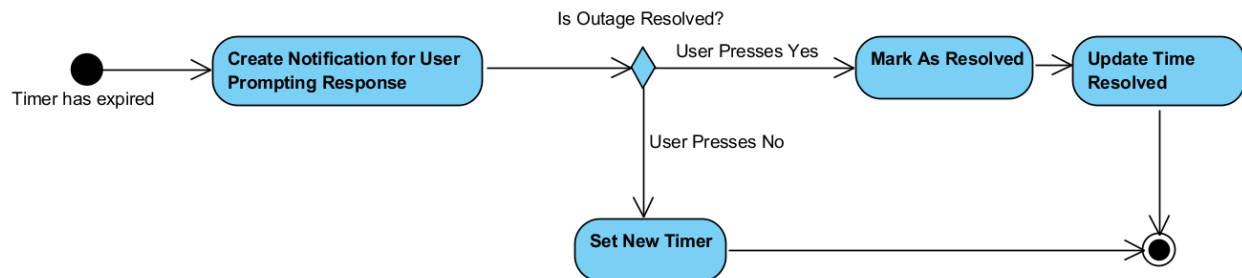 Is Outage Resolved?
Create Notification for User
Prompting Response
User Presses Yes
Mark As Resolved
Update Time
Resolved
Timer has expired
User Presses No
Set New Timer